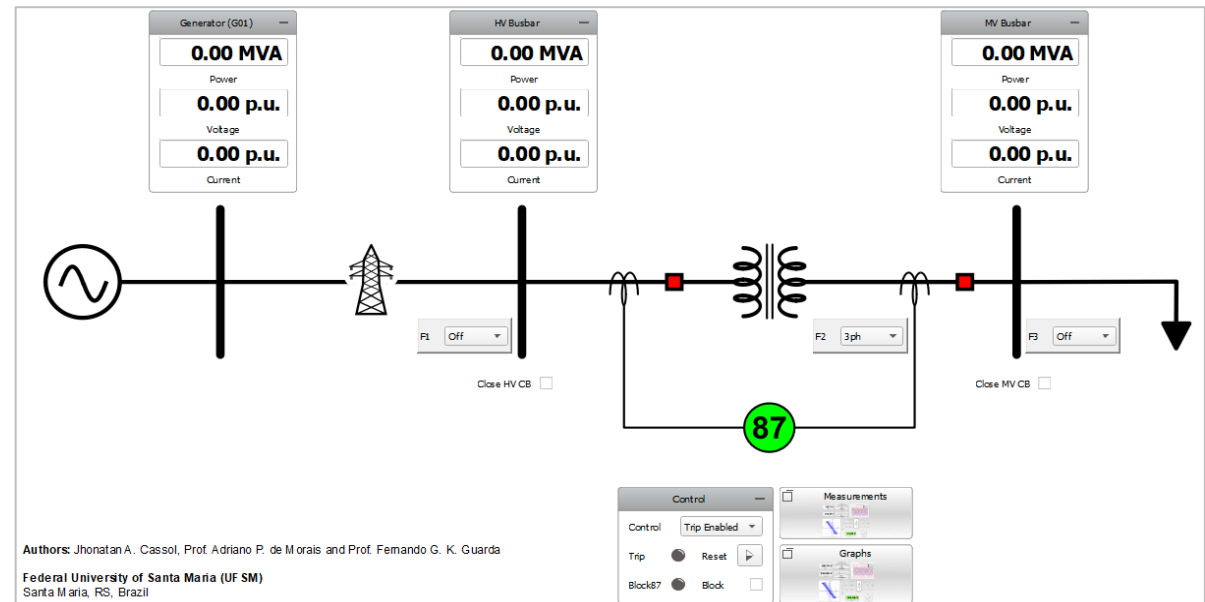 Generator (G01)
0.00 MVA
Power
0.00 p.u.
Voltage
0.00 p.u.
Current
HV Busbar
0.00 MVA
Power
0.00 p.u.
Voltage
0.00 p.u.
Current
MV Busbar
0.00 MVA
Power
0.00 p.u.
Voltage
0.00 p.u.
Current
F1 Off
F2 3ph
F3 Off
Close HV CB
Close MV CB
87
Control
Control Trip Enabled
Trip Reset
Block87 Block
Measurements
Graphs
Authors: Jhonatan A. Cassol, Prof. Adriano P. de Morais and Prof. Fernando G. K. Guarda
Federal University of Santa Maria (UFSM)
Santa Maria, RS, Brazil